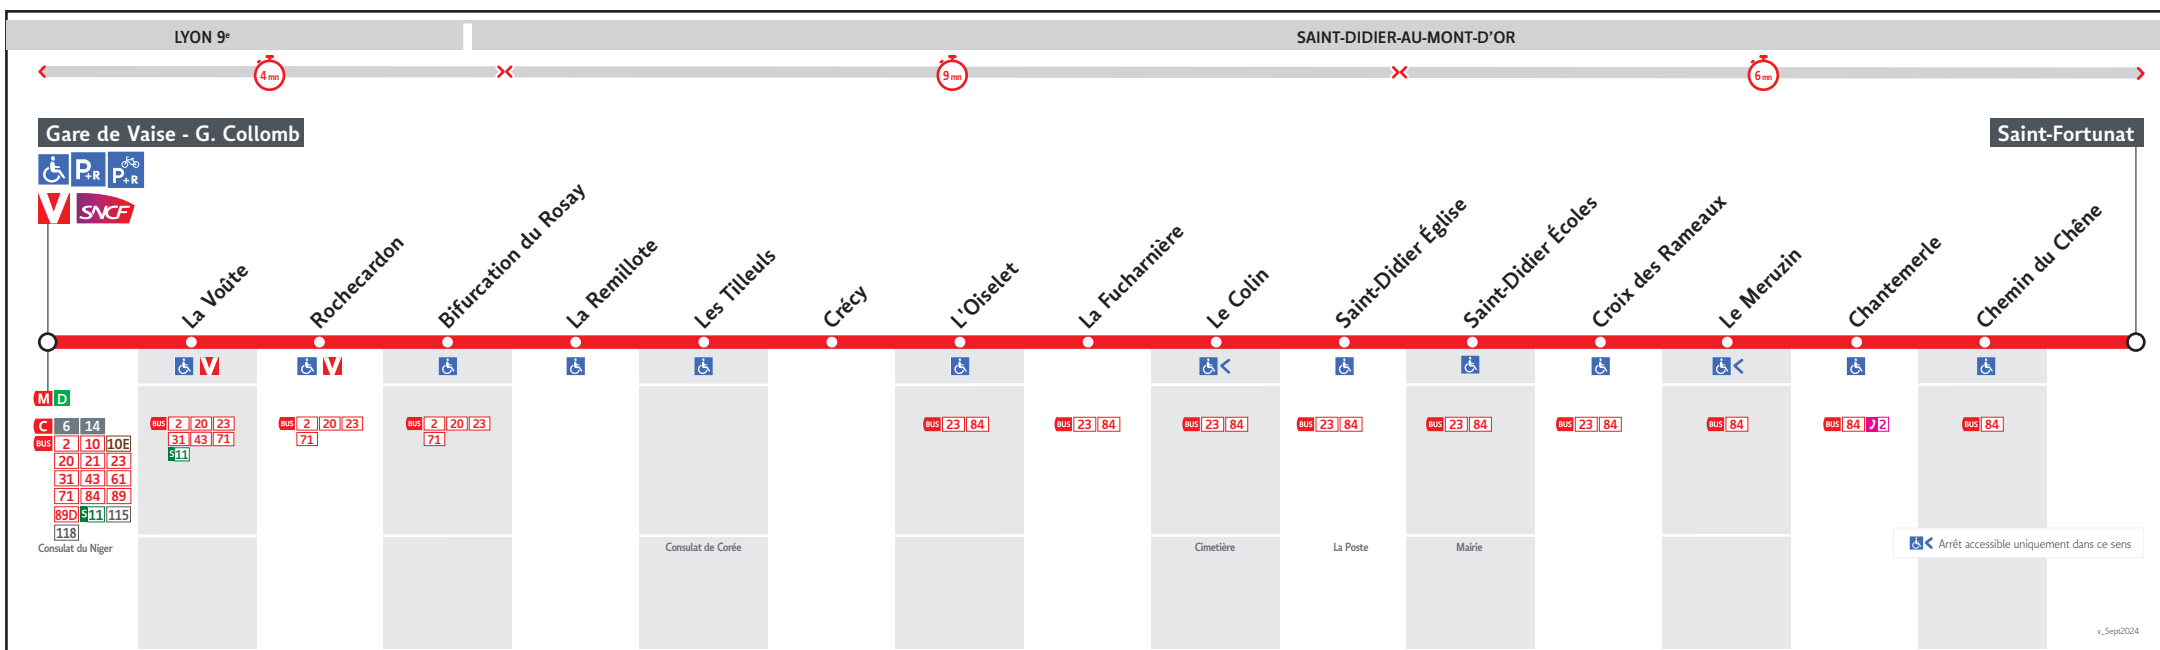 LYON 9e
SAINT-DIDIER-AU-MONT-D'OR
4 mn
9 mn
6 mn
Gare de Vaise - G. Collomb
Saint-Fortunat
P+R
P+R
V SNCF
La Voûte
Rochecardon
Bifurcation du Rosay
La Remillote
Les Tilleuls
Crécy
L'Oiselet
La Fucharnière
Le Colin
Saint-Didier Église
Saint-Didier Écoles
Croix des Rameaux
Le Meruzin
Chantemerle
Chemin du Chêne
V
V
M D
C 6 14
BUS 2 10 10E
20 21 23
31 43 61
71 84 89
89D S11 115
118
Consulat du Niger
BUS 2 20 23
31 43 71
S11
BUS 2 20 23
71
BUS 2 20 23
71
BUS 23 84
BUS 23 84
BUS 23 84
BUS 23 84
BUS 23 84
BUS 23 84
BUS 84
BUS 84 2
BUS 84
Consulat de Corée
Cimetière
La Poste
Mairie
< Arrêt accessible uniquement dans ce sens
v_Sept2024